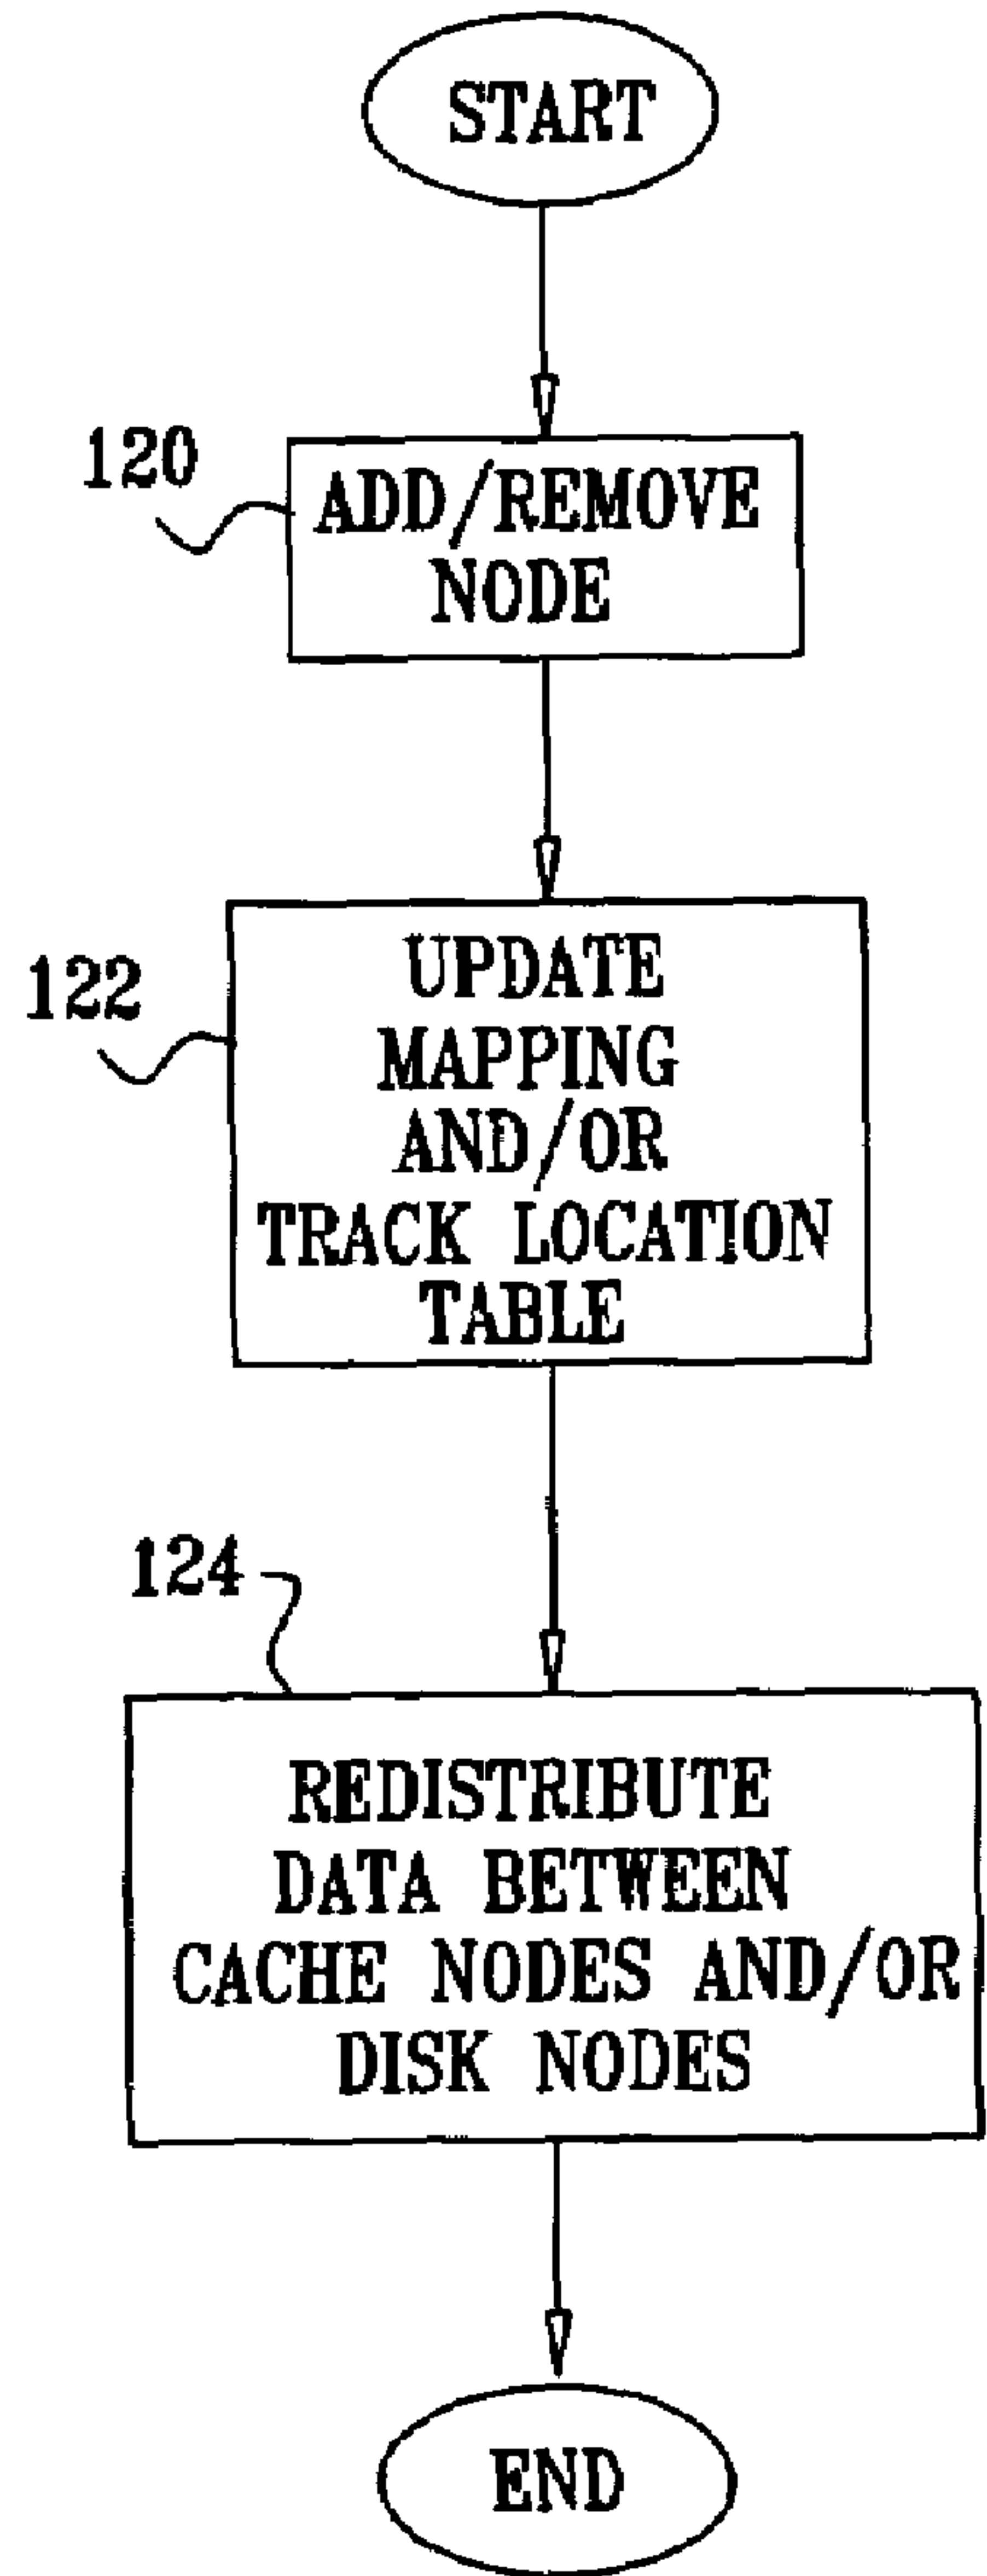 START
120
ADD/REMOVE
NODE
122
UPDATE
MAPPING
AND/OR
TRACK LOCATION
TABLE
124
REDISTRIBUTE
DATA BETWEEN
CACHE NODES AND/OR
DISK NODES
END